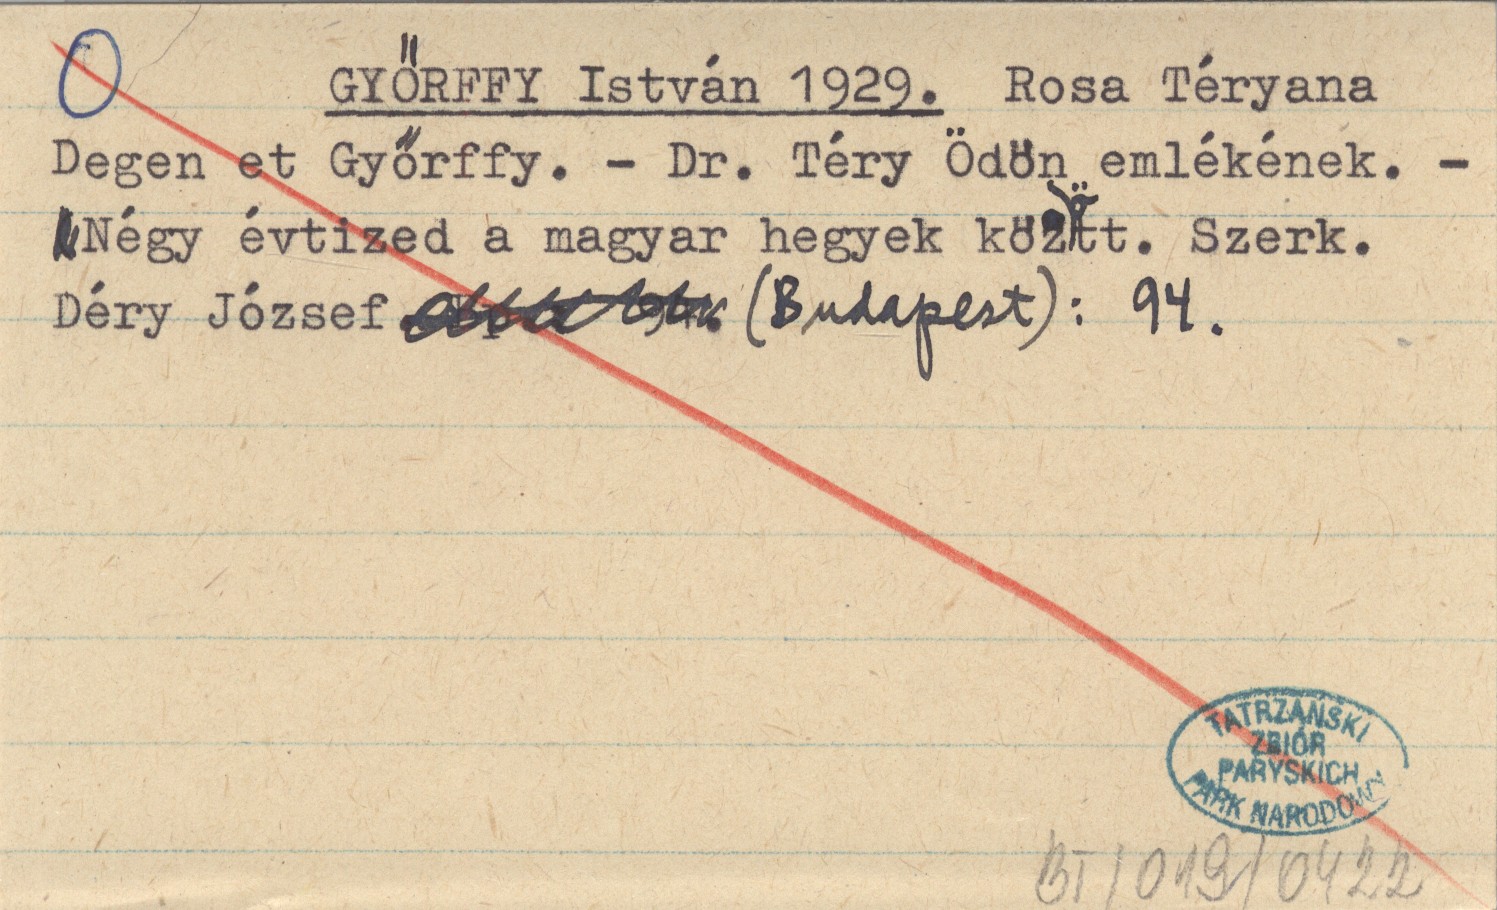 GYŐRFFY István 1929. Rosa Téryana
Degen et Győrffy. - Dr. Téry Ödön emlékének. -
Négy évtized a magyar hegyek között. Szerk.
Déry József (Budapest): 94.
TATRZAŃSKI
ZBIÓR
PARYSKICH
PARK NARODOWY
BT/019/0422